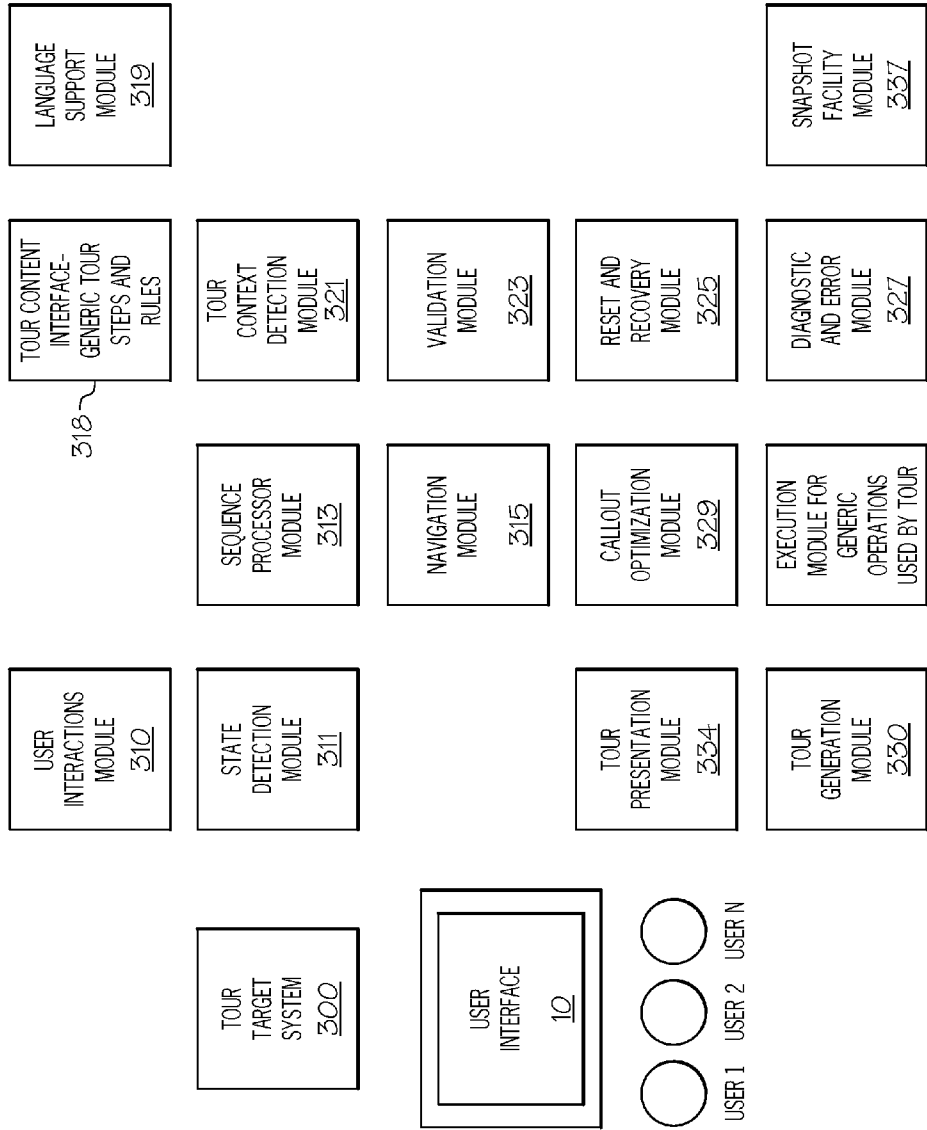 LANGUAGE
SUPPORT
MODULE
319
SNAPSHOT
FACILITY
MODULE
337
TOUR CONTENT
INTERFACE-
GENERIC TOUR
STEPS AND
RULES
318
TOUR
CONTEXT
DETECTION
MODULE
321
VALIDATION
MODULE
323
RESET AND
RECOVERY
MODULE
325
DIAGNOSTIC
AND ERROR
MODULE
327
SEQUENCE
PROCESSOR
MODULE
313
NAVIGATION
MODULE
315
CALLOUT
OPTIMIZATION
MODULE
329
EXECUTION
MODULE FOR
GENERIC
OPERATIONS
USED BY TOUR
USER
INTERACTIONS
MODULE
310
STATE
DETECTION
MODULE
311
TOUR
PRESENTATION
MODULE
334
TOUR
GENERATION
MODULE
330
TOUR
TARGET
SYSTEM
300
USER
INTERFACE
10
USER 1
USER 2
USER N